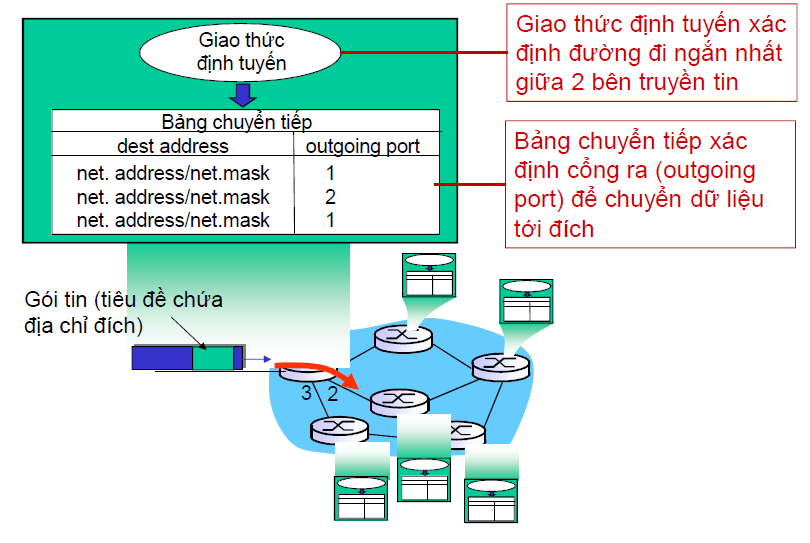 Giao thức
định tuyến
Giao thức định tuyến xác
định đường đi ngắn nhất
giữa 2 bên truyền tin
Bảng chuyển tiếp
dest address outgoing port
net. address/net.mask 1
net. address/net.mask 2
net. address/net.mask 1
Bảng chuyển tiếp xác
định cổng ra (outgoing
port) để chuyển dữ liệu
tới đích
Gói tin (tiêu đề chứa
địa chỉ đích)
3 2